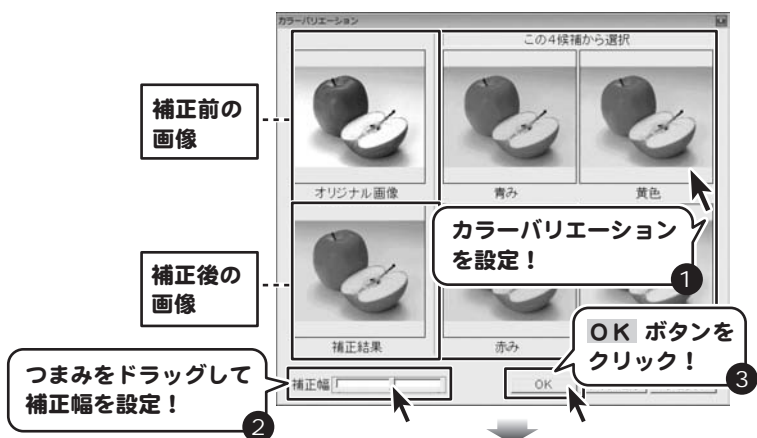 カラーバリエーション
この4候補から選択
補正前の
画像
オリジナル画像
青み
黄色
カラーバリエーション
を設定！
1
補正後の
画像
補正結果
赤み
OK ボタンを
クリック！
3
つまみをドラッグして
補正幅を設定！
2
補正幅
OK